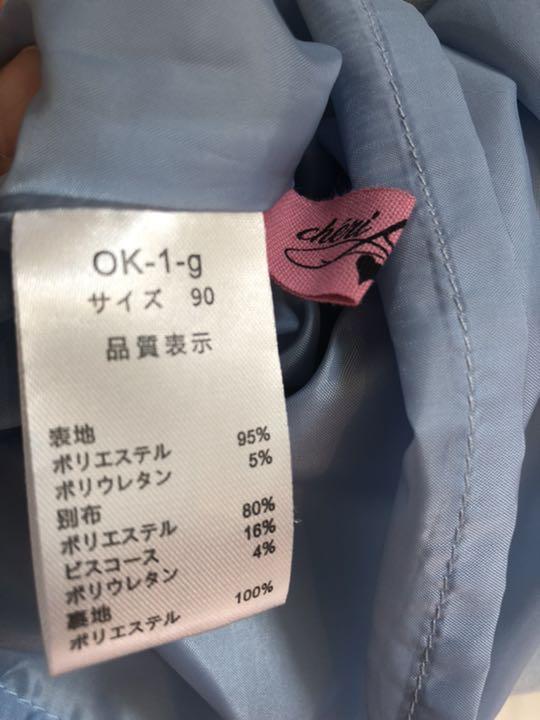 OK-1-g
サイズ 90
品質表示
表地
ポリエステル 95%
ポリウレタン 5%
別布
ポリエステル 80%
ビスコース 16%
ポリウレタン 4%
裏地
ポリエステル 100%
chéri